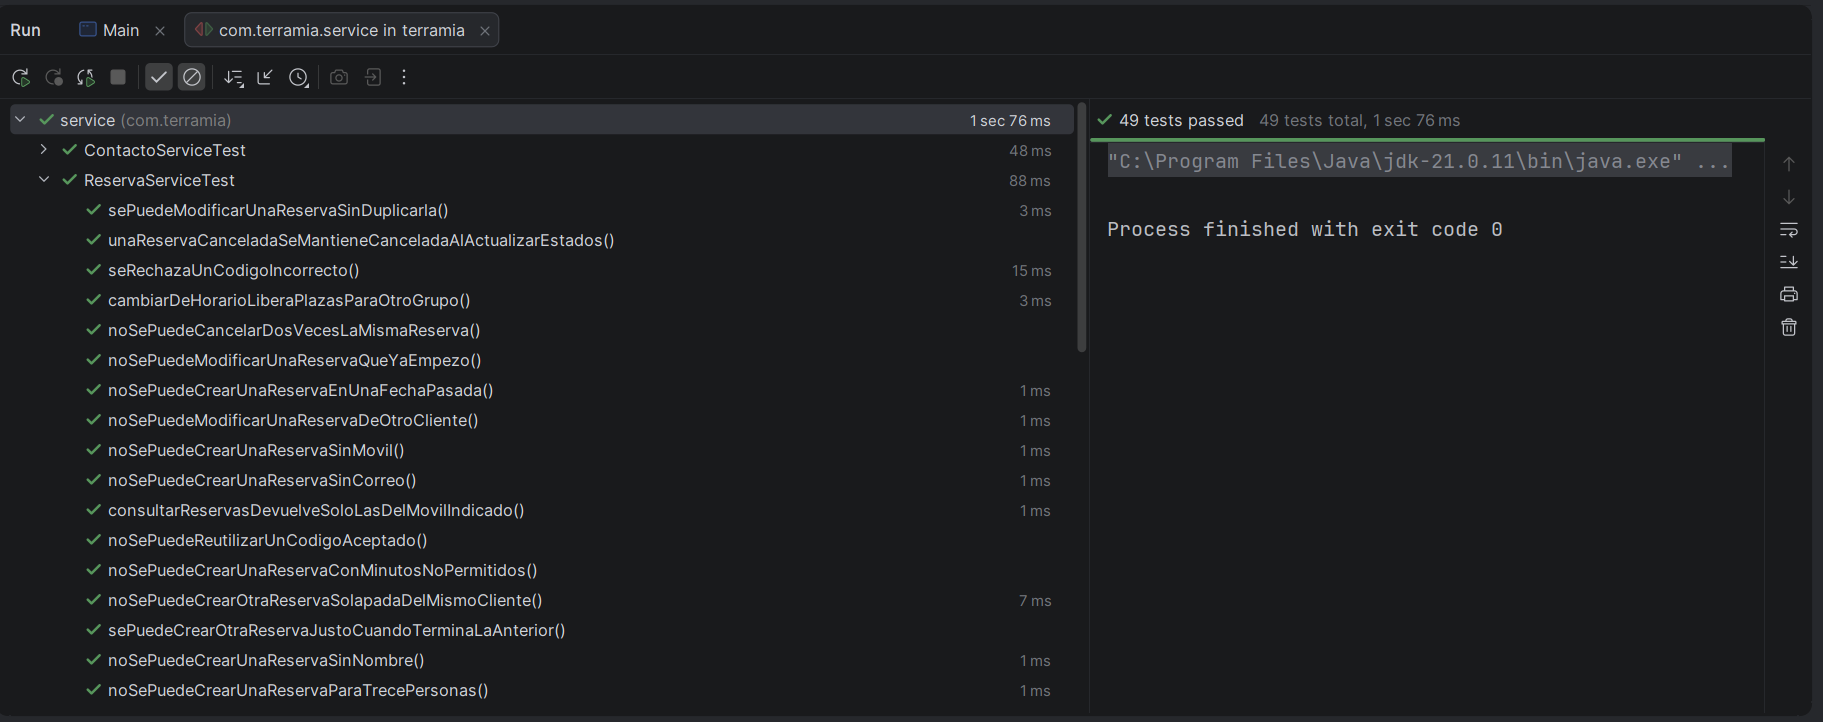 Run Main com.terramia.service in terramia
service (com.terramia) 1 sec 76 ms
ContactoServiceTest 48 ms
ReservaServiceTest 88 ms
sePuedeModificarUnaReservaSinDuplicarla() 3 ms
unaReservaCanceladaSeMantieneCanceladaAlActualizarEstados()
seRechazaUnCodigoIncorrecto() 15 ms
cambiarDeHorarioLiberaPlazasParaOtroGrupo() 3 ms
noSePuedeCancelarDosVecesLaMismaReserva()
noSePuedeModificarUnaReservaQueYaEmpezo()
noSePuedeCrearUnaReservaEnUnaFechaPasada() 1 ms
noSePuedeModificarUnaReservaDeOtroCliente() 1 ms
noSePuedeCrearUnaReservaSinMovil() 1 ms
noSePuedeCrearUnaReservaSinCorreo() 1 ms
consultarReservasDevuelveSoloLasDelMovilIndicado() 1 ms
noSePuedeReutilizarUnCodigoAceptado()
noSePuedeCrearUnaReservaConMinutosNoPermitidos()
noSePuedeCrearOtraReservaSolapadaDelMismoCliente() 7 ms
sePuedeCrearOtraReservaJustoCuandoTerminaLaAnterior()
noSePuedeCrearUnaReservaSinNombre() 1 ms
noSePuedeCrearUnaReservaParaTrecePersonas() 1 ms
49 tests passed 49 tests total, 1 sec 76 ms
"C:\Program Files\Java\jdk-21.0.11\bin\java.exe" ...
Process finished with exit code 0